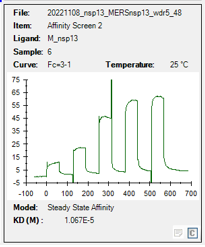 File: 20221108_nsp13_MERSnsp13_wdr5_48
Item: Affinity Screen 2
Ligand: M_nsp13
Sample: 6
Curve: Fc=3-1 Temperature: 25 °C
75
65
55
45
35
25
15
5
-5
-100 0 100 200 300 400 500 600 700
Model: Steady State Affinity
KD (M) : 1.067E-5
C